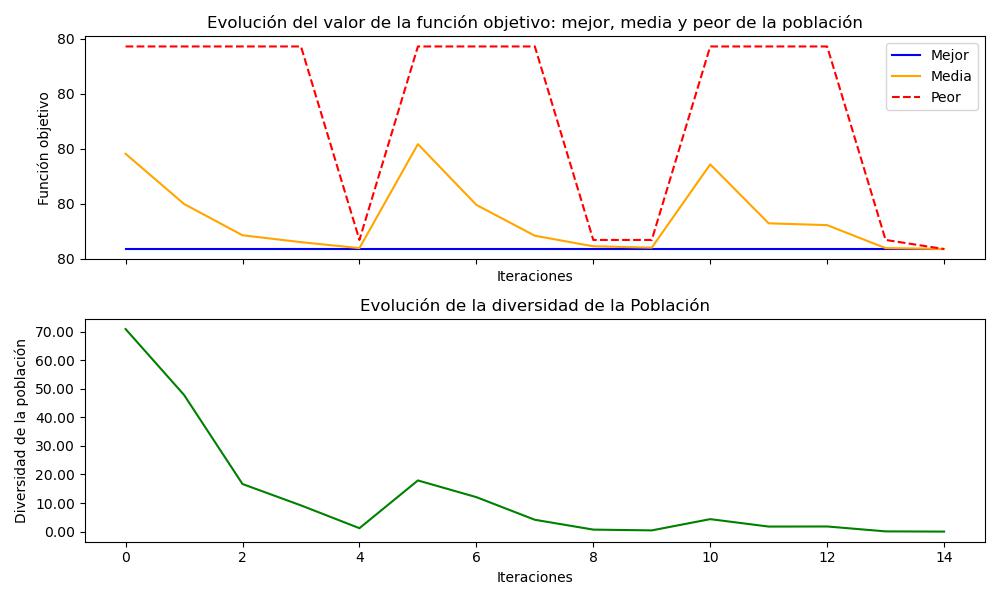 Evolución del valor de la función objetivo: mejor, media y peor de la población
80
80
80
80
80
Función objetivo
Mejor
Media
Peor
Iteraciones
Evolución de la diversidad de la Población
70.00
60.00
50.00
40.00
30.00
20.00
10.00
0.00
Diversidad de la población
0 2 4 6 8 10 12 14
Iteraciones